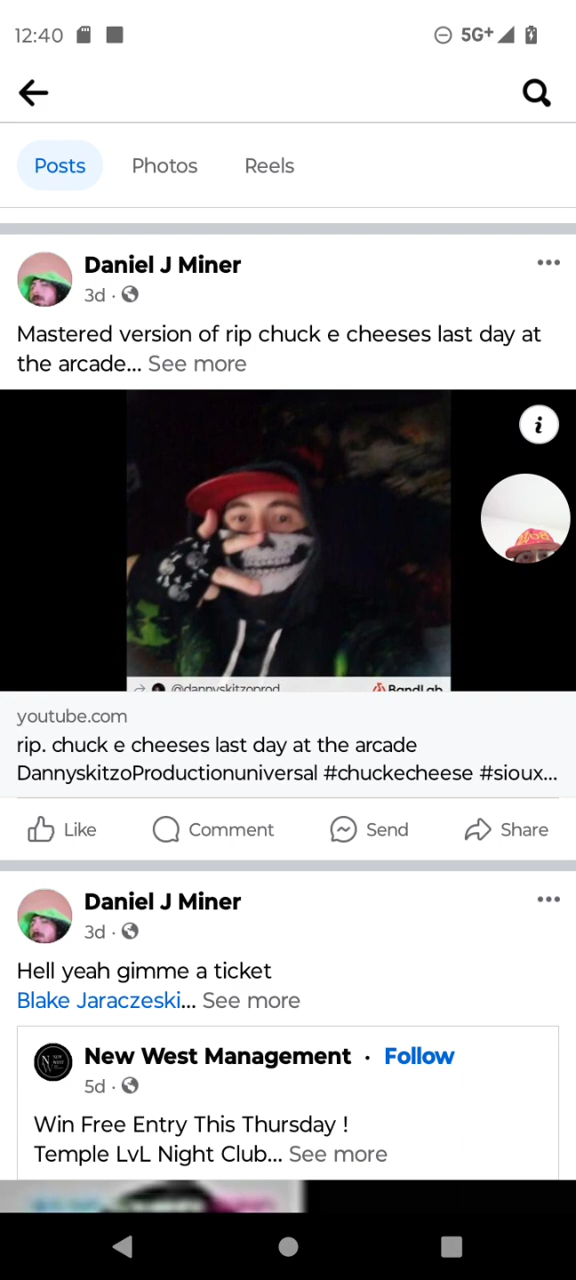 12:40
5G+
Posts Photos Reels
Daniel J Miner
3d ·
Mastered version of rip chuck e cheeses last day at
the arcade... See more
@dannyskitzoprod
BandLab
youtube.com
rip. chuck e cheeses last day at the arcade
DannyskitzoProductionuniversal #chuckecheese #sioux...
Like Comment Send Share
Daniel J Miner
3d ·
Hell yeah gimme a ticket
Blake Jaraczeski... See more
New West Management · Follow
5d ·
Win Free Entry This Thursday !
Temple LvL Night Club... See more